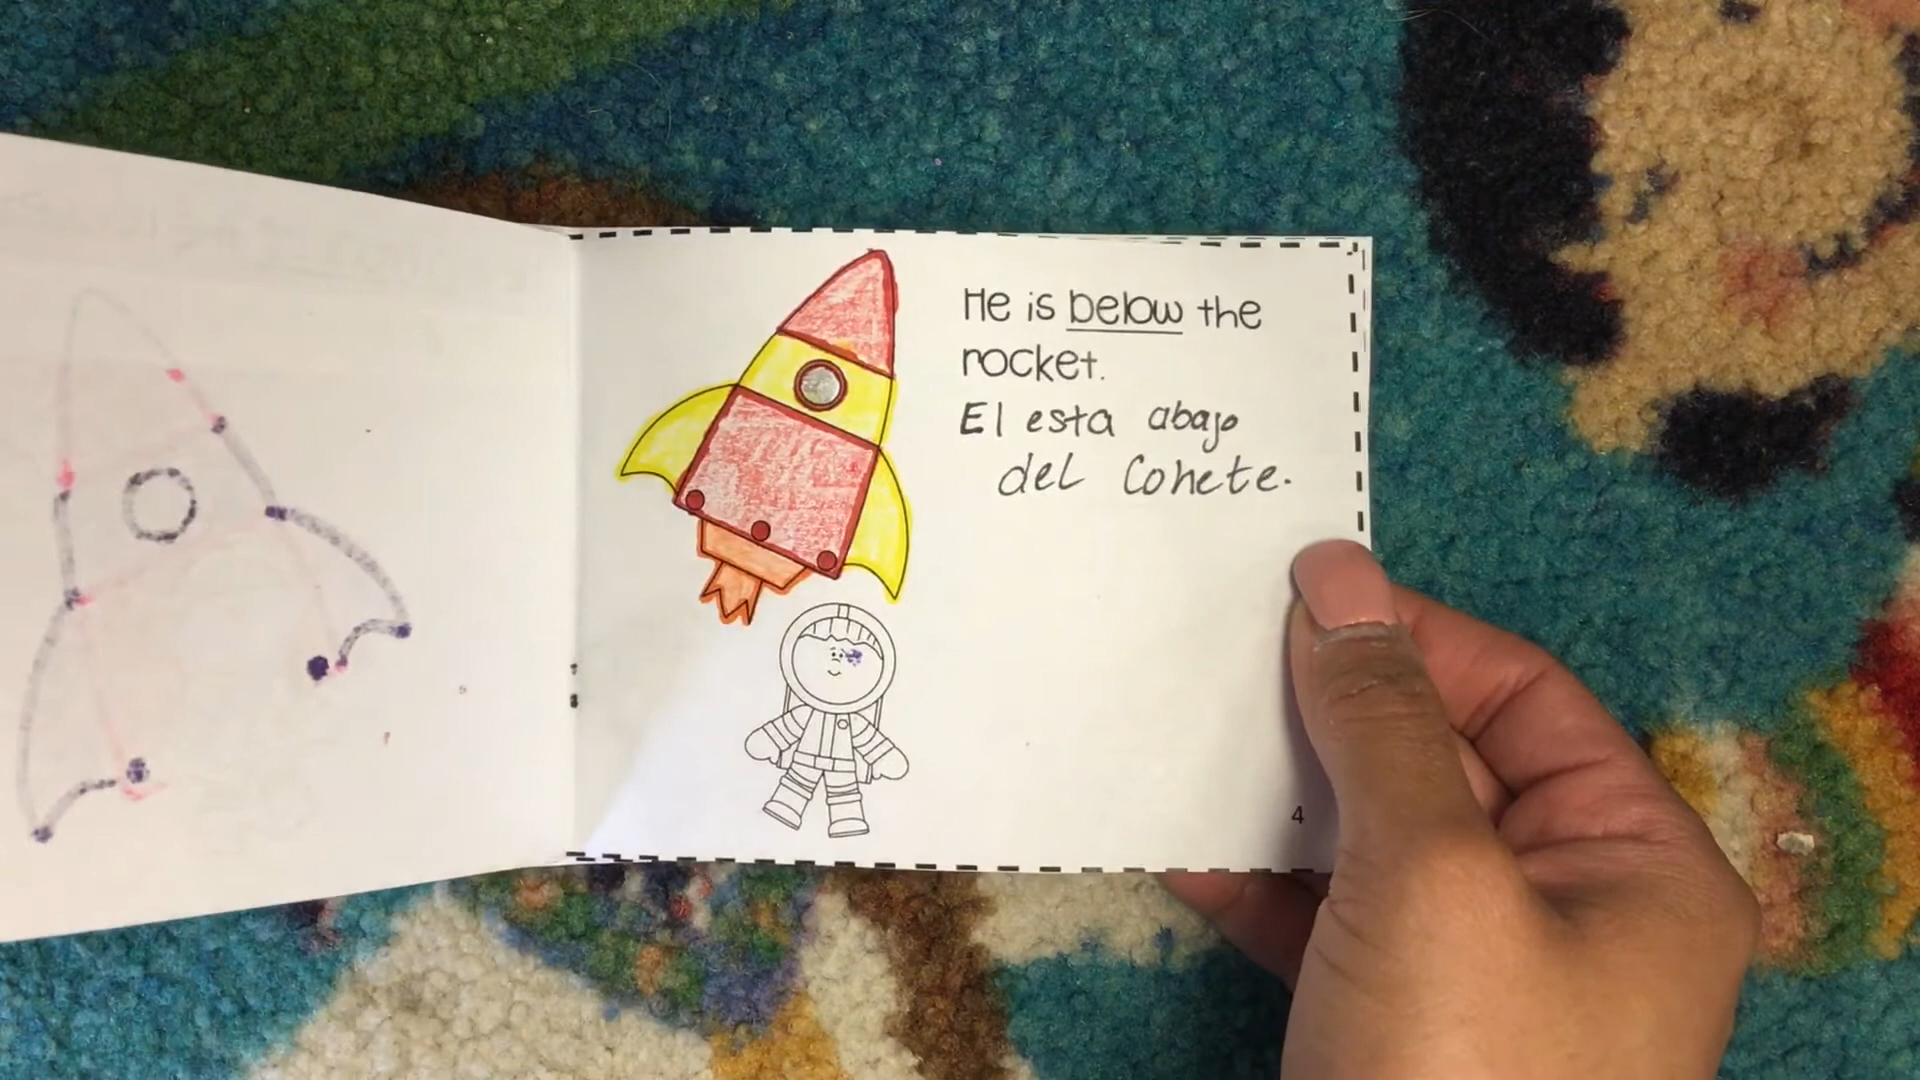 He is below the
rocket.
El esta abajo
del Cohete.
4